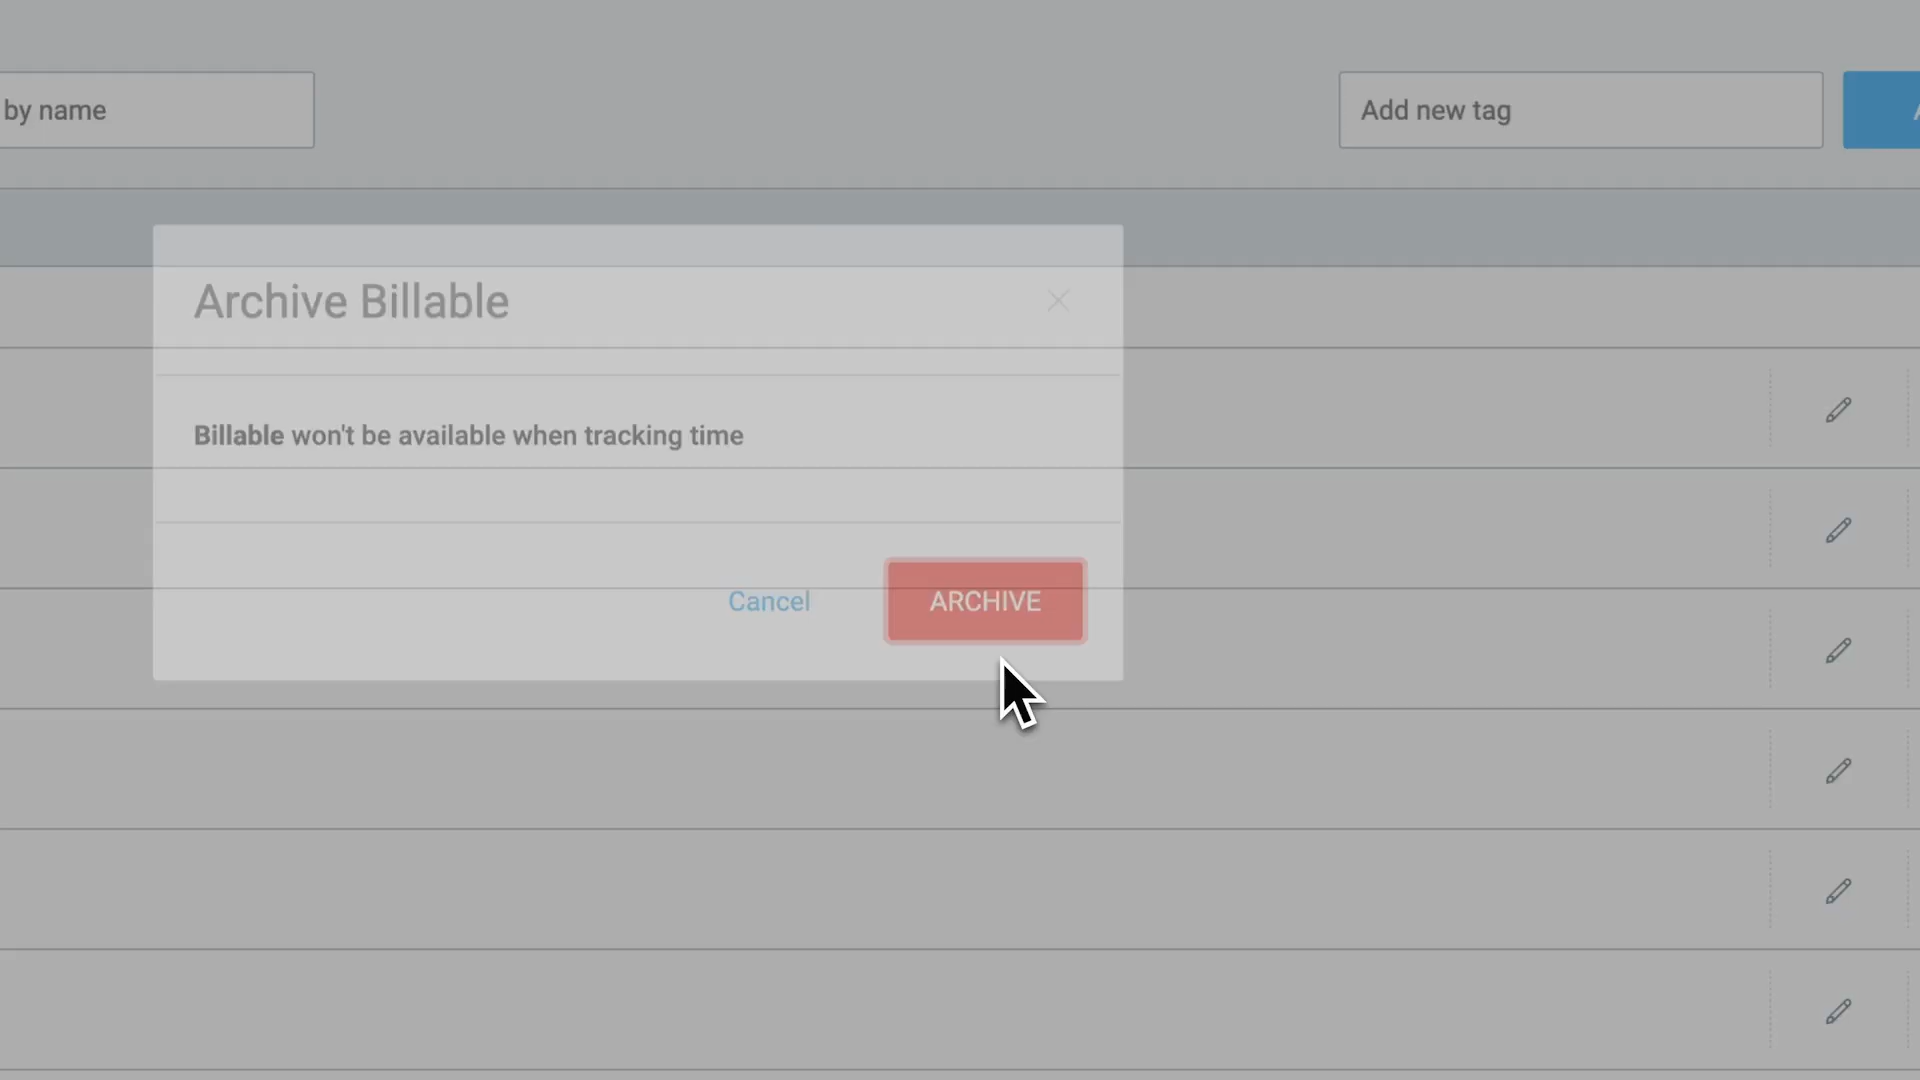 by name
Add new tag
Archive Billable
Billable won't be available when tracking time
Cancel
ARCHIVE